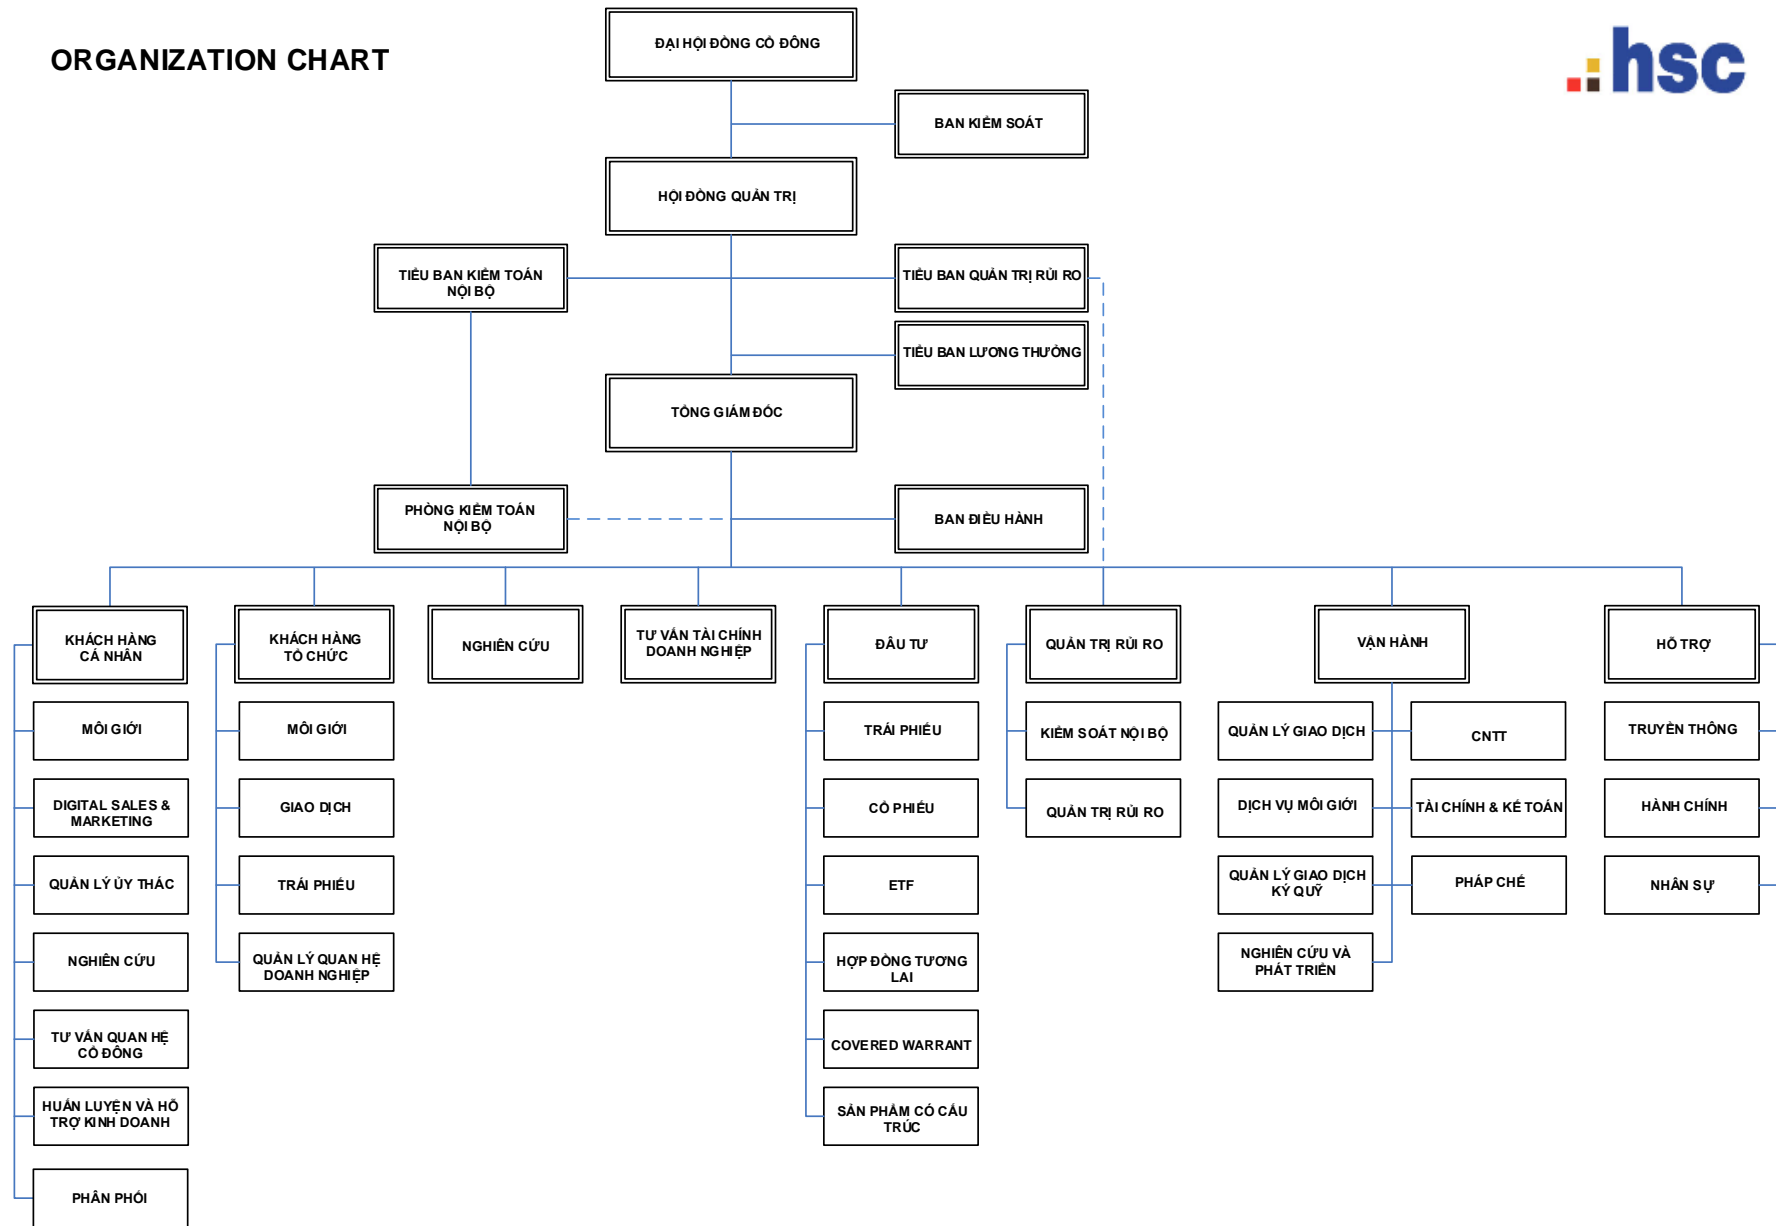 ORGANIZATION CHART
hsc
ĐẠI HỘI ĐỒNG CỔ ĐÔNG
BAN KIỂM SOÁT
HỘI ĐỒNG QUẢN TRỊ
TIỂU BAN KIỂM TOÁN
NỘI BỘ
TIỂU BAN QUẢN TRỊ RỦI RO
TIỂU BAN LƯƠNG THƯỞNG
TỔNG GIÁM ĐỐC
PHÒNG KIỂM TOÁN
NỘI BỘ
BAN ĐIỀU HÀNH
KHÁCH HÀNG
CÁ NHÂN
KHÁCH HÀNG
TỔ CHỨC
NGHIÊN CỨU
TƯ VẤN TÀI CHÍNH
DOANH NGHIỆP
ĐẦU TƯ
QUẢN TRỊ RỦI RO
VẬN HÀNH
HỖ TRỢ
MÔI GIỚI
MÔI GIỚI
TRÁI PHIẾU
KIỂM SOÁT NỘI BỘ
QUẢN LÝ GIAO DỊCH
CNTT
TRUYỀN THÔNG
DIGITAL SALES &
MARKETING
GIAO DỊCH
CỔ PHIẾU
QUẢN TRỊ RỦI RO
DỊCH VỤ MÔI GIỚI
TÀI CHÍNH & KẾ TOÁN
HÀNH CHÍNH
QUẢN LÝ ỦY THÁC
TRÁI PHIẾU
ETF
QUẢN LÝ GIAO DỊCH
KÝ QUỸ
PHÁP CHẾ
NHÂN SỰ
NGHIÊN CỨU
QUẢN LÝ QUAN HỆ
DOANH NGHIỆP
HỢP ĐỒNG TƯƠNG
LAI
NGHIÊN CỨU VÀ
PHÁT TRIỂN
TƯ VẤN QUAN HỆ
CỔ ĐÔNG
COVERED WARRANT
HUẤN LUYỆN VÀ HỖ
TRỢ KINH DOANH
SẢN PHẨM CÓ CẤU
TRÚC
PHÂN PHỐI